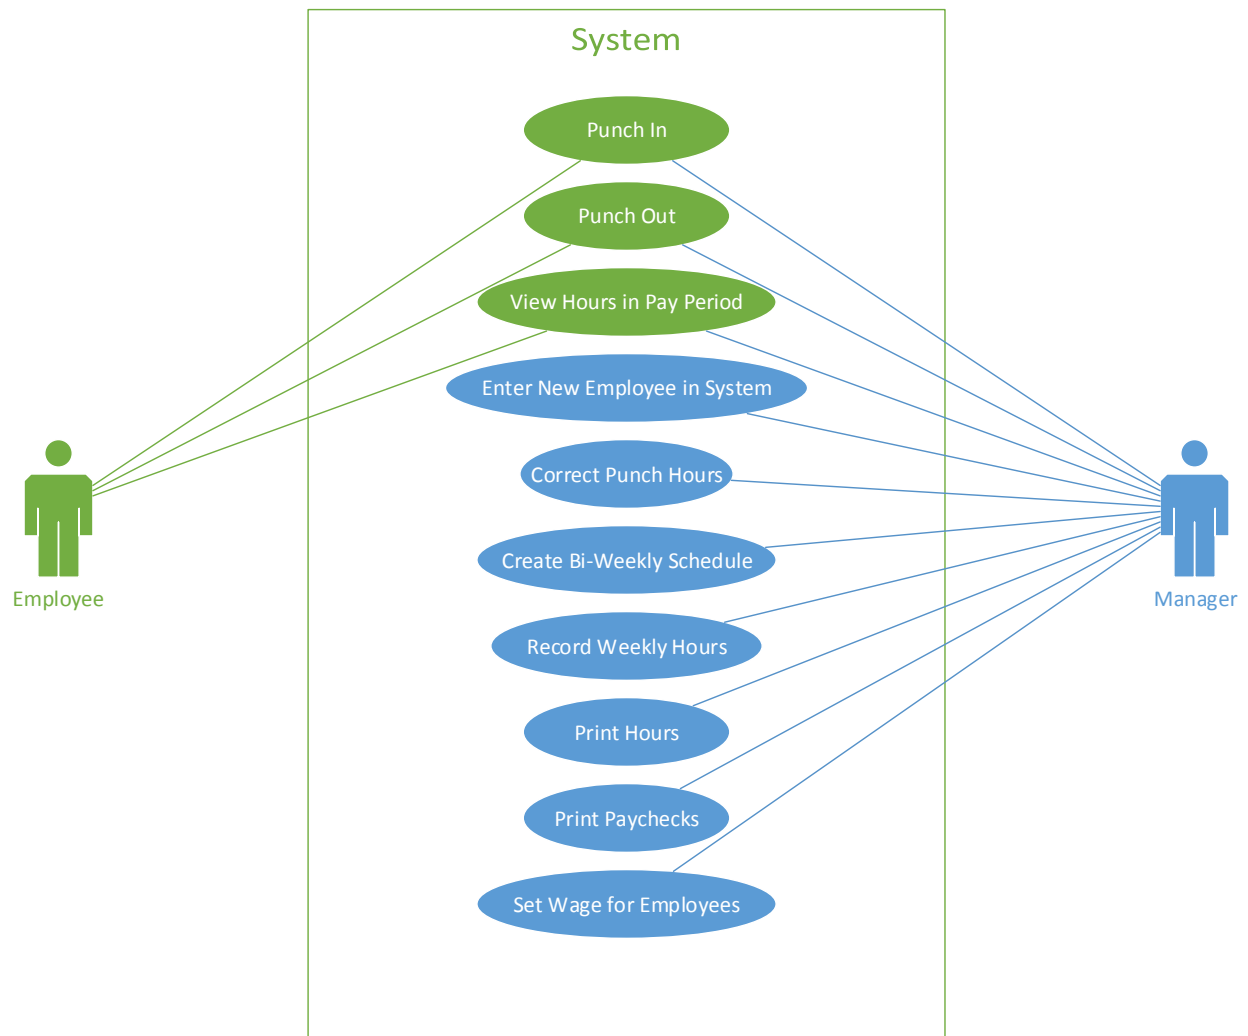 System
Punch In
Punch Out
View Hours in Pay Period
Enter New Employee in System
Correct Punch Hours
Create Bi-Weekly Schedule
Employee
Manager
Record Weekly Hours
Print Hours
Print Paychecks
Set Wage for Employees